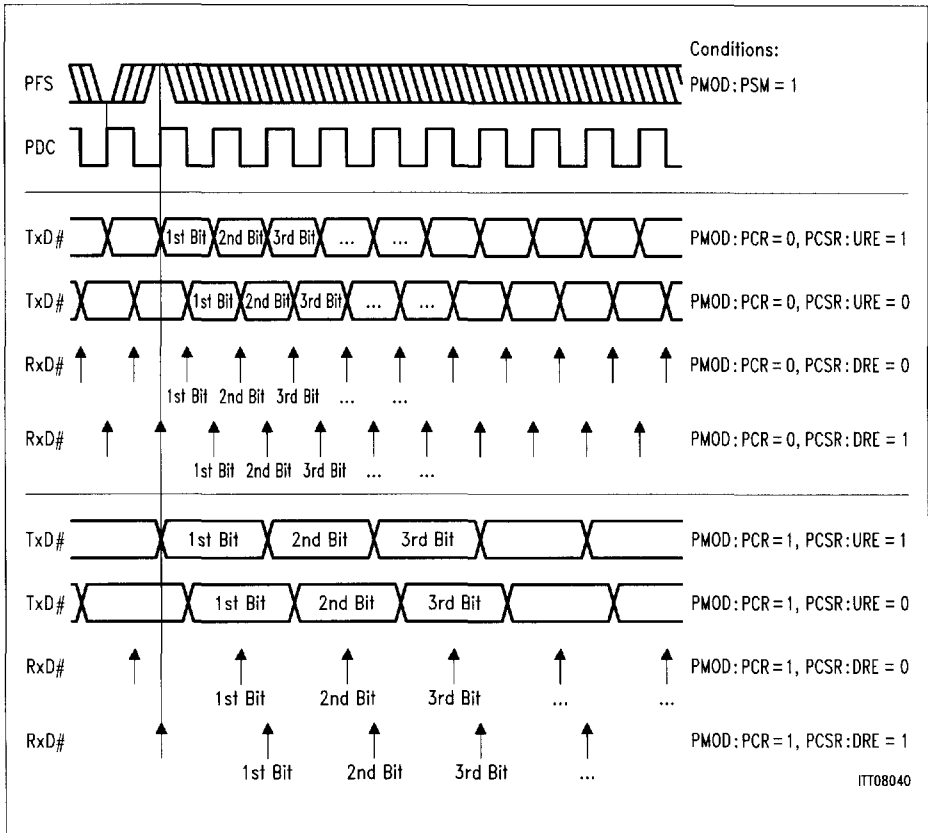 Conditions:
PFS
PMOD:PSM = 1
PDC
TxD# 1st Bit 2nd Bit 3rd Bit ... ... PMOD:PCR = 0, PCSR:URE = 1
TxD# 1st Bit 2nd Bit 3rd Bit ... ... PMOD:PCR = 0, PCSR:URE = 0
RxD# PMOD:PCR = 0, PCSR:DRE = 0
1st Bit 2nd Bit 3rd Bit ... ...
RxD# PMOD:PCR = 0, PCSR:DRE = 1
1st Bit 2nd Bit 3rd Bit ... ...
TxD# 1st Bit 2nd Bit 3rd Bit PMOD:PCR = 1, PCSR:URE = 1
TxD# 1st Bit 2nd Bit 3rd Bit PMOD:PCR = 1, PCSR:URE = 0
RxD# PMOD:PCR = 1, PCSR:DRE = 0
1st Bit 2nd Bit 3rd Bit ... ...
RxD# PMOD:PCR = 1, PCSR:DRE = 1
1st Bit 2nd Bit 3rd Bit ...
ITT08040